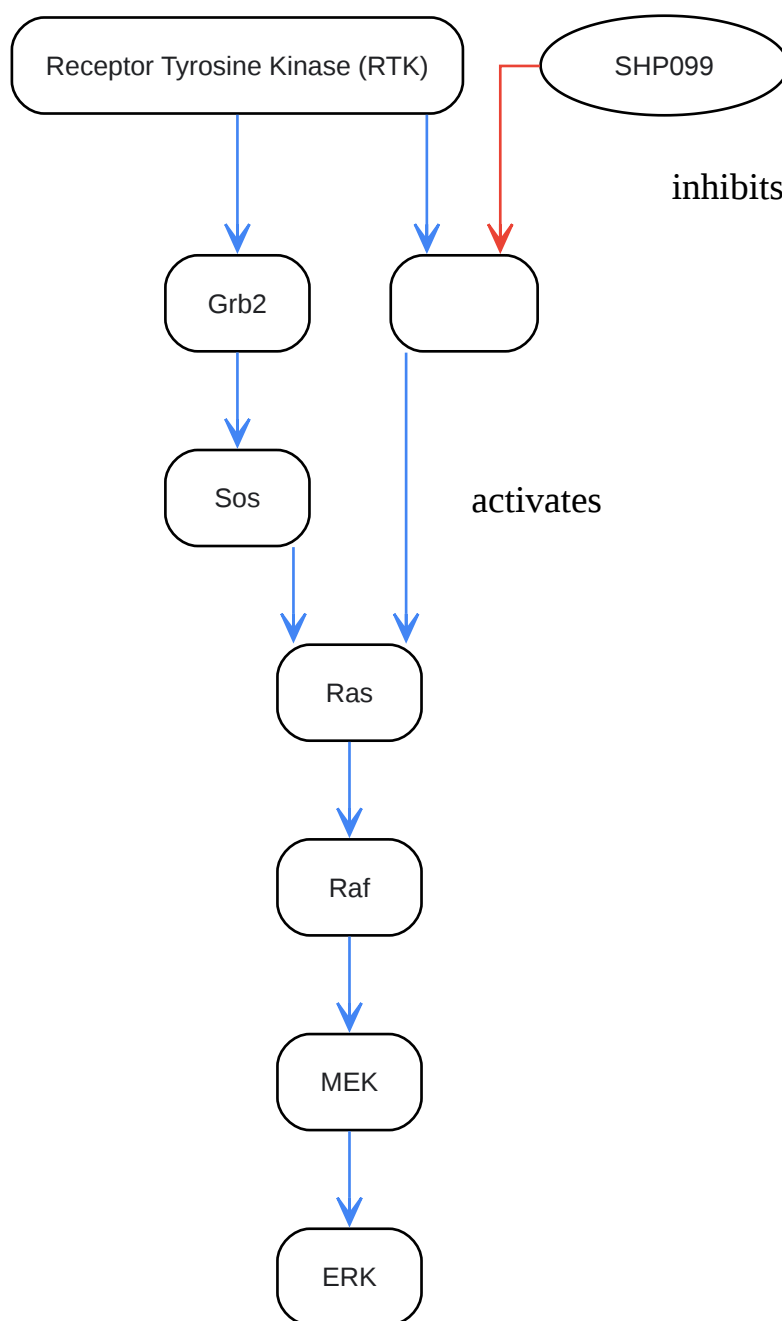 Receptor Tyrosine Kinase (RTK)
SHP099
inhibits
Grb2
Sos
activates
Ras
Raf
MEK
ERK